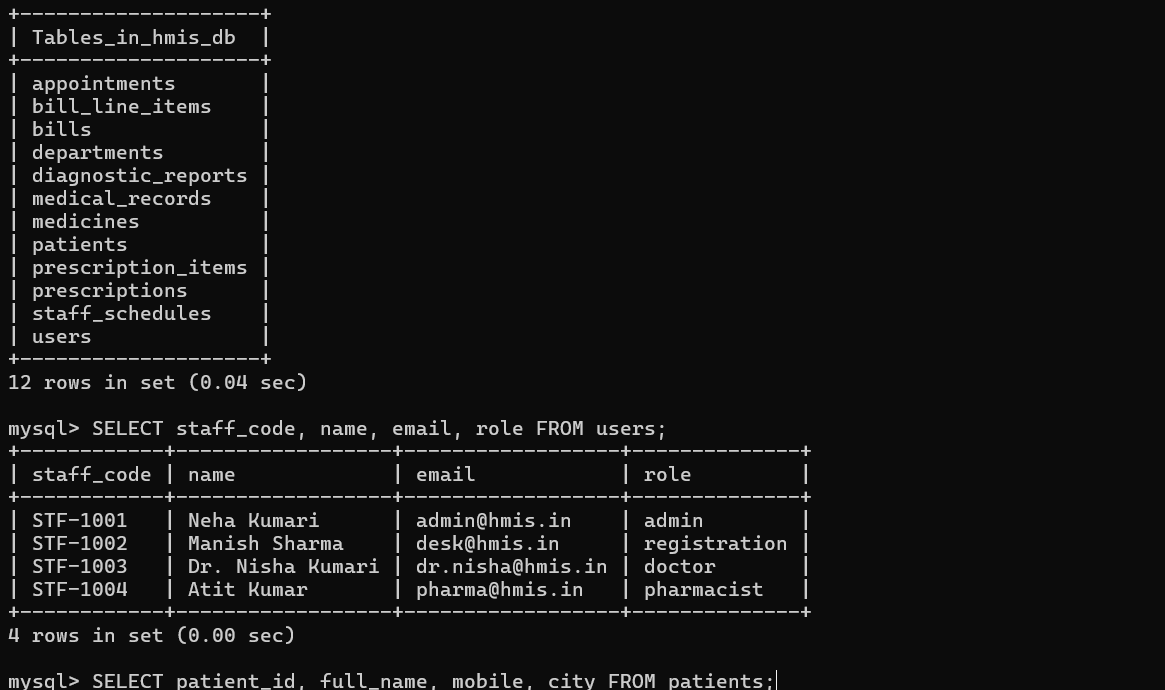 +--------------------+
| Tables_in_hmis_db  |
+--------------------+
| appointments       |
| bill_line_items    |
| bills              |
| departments        |
| diagnostic_reports |
| medical_records    |
| medicines          |
| patients           |
| prescription_items |
| prescriptions      |
| staff_schedules    |
| users              |
+--------------------+
12 rows in set (0.04 sec)

mysql> SELECT staff_code, name, email, role FROM users;
+------------+------------------+------------------+--------------+
| staff_code | name             | email            | role         |
+------------+------------------+------------------+--------------+
| STF-1001   | Neha Kumari      | admin@hmis.in    | admin        |
| STF-1002   | Manish Sharma    | desk@hmis.in     | registration |
| STF-1003   | Dr. Nisha Kumari | dr.nisha@hmis.in | doctor       |
| STF-1004   | Atit Kumar       | pharma@hmis.in   | pharmacist   |
+------------+------------------+------------------+--------------+
4 rows in set (0.00 sec)

mysql> SELECT patient_id, full_name, mobile, city FROM patients;